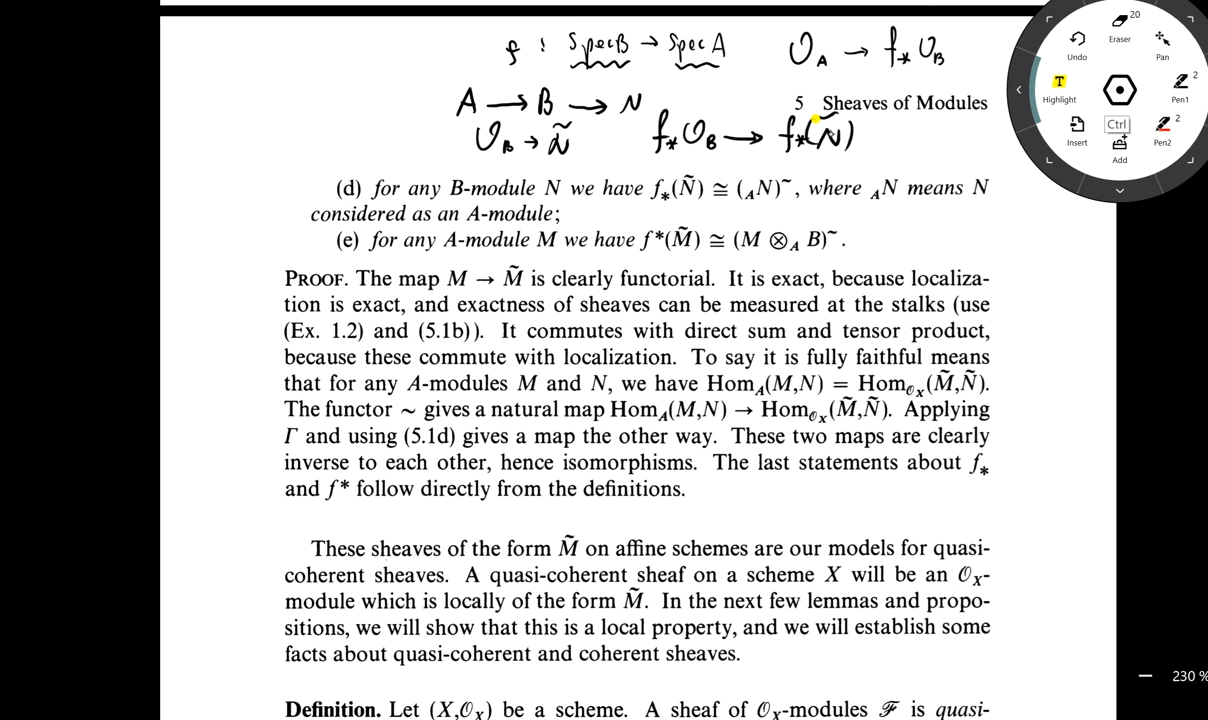 f : Spec B → Spec A    𝒪_A → f_* 𝒪_B
A → B → N
5 Sheaves of Modules
𝒪_B → Ñ    f_* 𝒪_B → f_*(Ñ)
(d) for any B-module N we have f_*(Ñ) ≅ (_A N)~, where _A N means N
considered as an A-module;
(e) for any A-module M we have f*(M̃) ≅ (M ⊗_A B)~.
PROOF. The map M → M̃ is clearly functorial. It is exact, because localiza-
tion is exact, and exactness of sheaves can be measured at the stalks (use
(Ex. 1.2) and (5.1b)). It commutes with direct sum and tensor product,
because these commute with localization. To say it is fully faithful means
that for any A-modules M and N, we have Hom_A(M,N) = Hom_𝒪_X(M̃,Ñ).
The functor ~ gives a natural map Hom_A(M,N) → Hom_𝒪_X(M̃,Ñ). Applying
Γ and using (5.1d) gives a map the other way. These two maps are clearly
inverse to each other, hence isomorphisms. The last statements about f_*
and f* follow directly from the definitions.
These sheaves of the form M̃ on affine schemes are our models for quasi-
coherent sheaves. A quasi-coherent sheaf on a scheme X will be an 𝒪_X-
module which is locally of the form M̃. In the next few lemmas and propo-
sitions, we will show that this is a local property, and we will establish some
facts about quasi-coherent and coherent sheaves.
Definition. Let (X,𝒪_X) be a scheme. A sheaf of 𝒪_X-modules ℱ is quasi-
20
Eraser
Undo
Pan
T
Highlight
2
Pen1
Ctrl
Insert
2
Pen2
Add
230 %